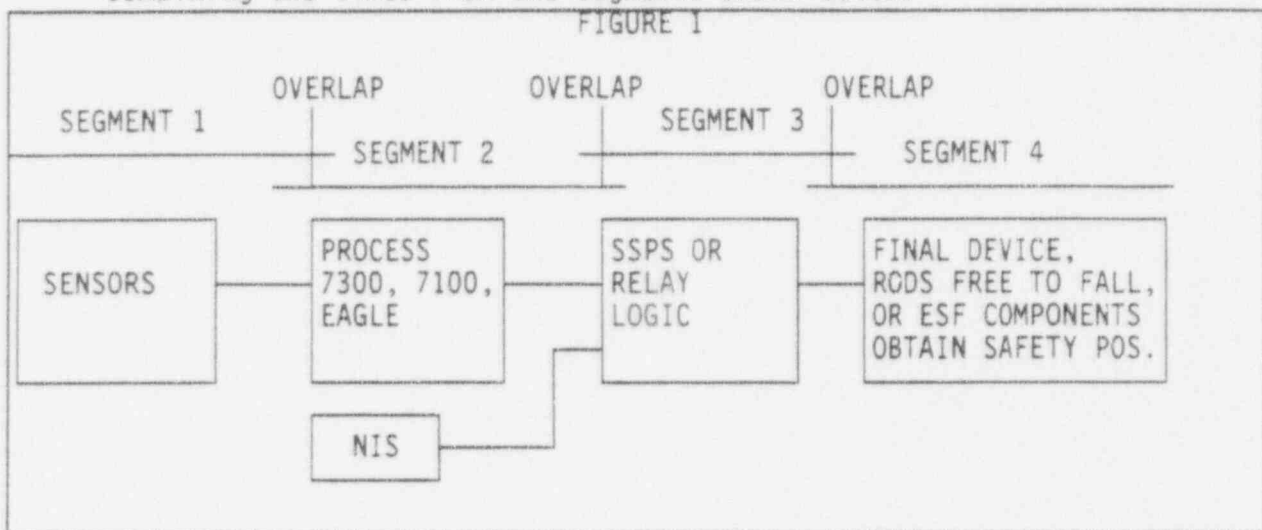 FIGURE 1
OVERLAP OVERLAP OVERLAP
SEGMENT 1 SEGMENT 3
SEGMENT 2 SEGMENT 4
SENSORS
PROCESS
7300, 7100,
EAGLE
SSPS OR
RELAY
LOGIC
FINAL DEVICE,
RODS FREE TO FALL,
OR ESF COMPONENTS
OBTAIN SAFETY POS.
NIS